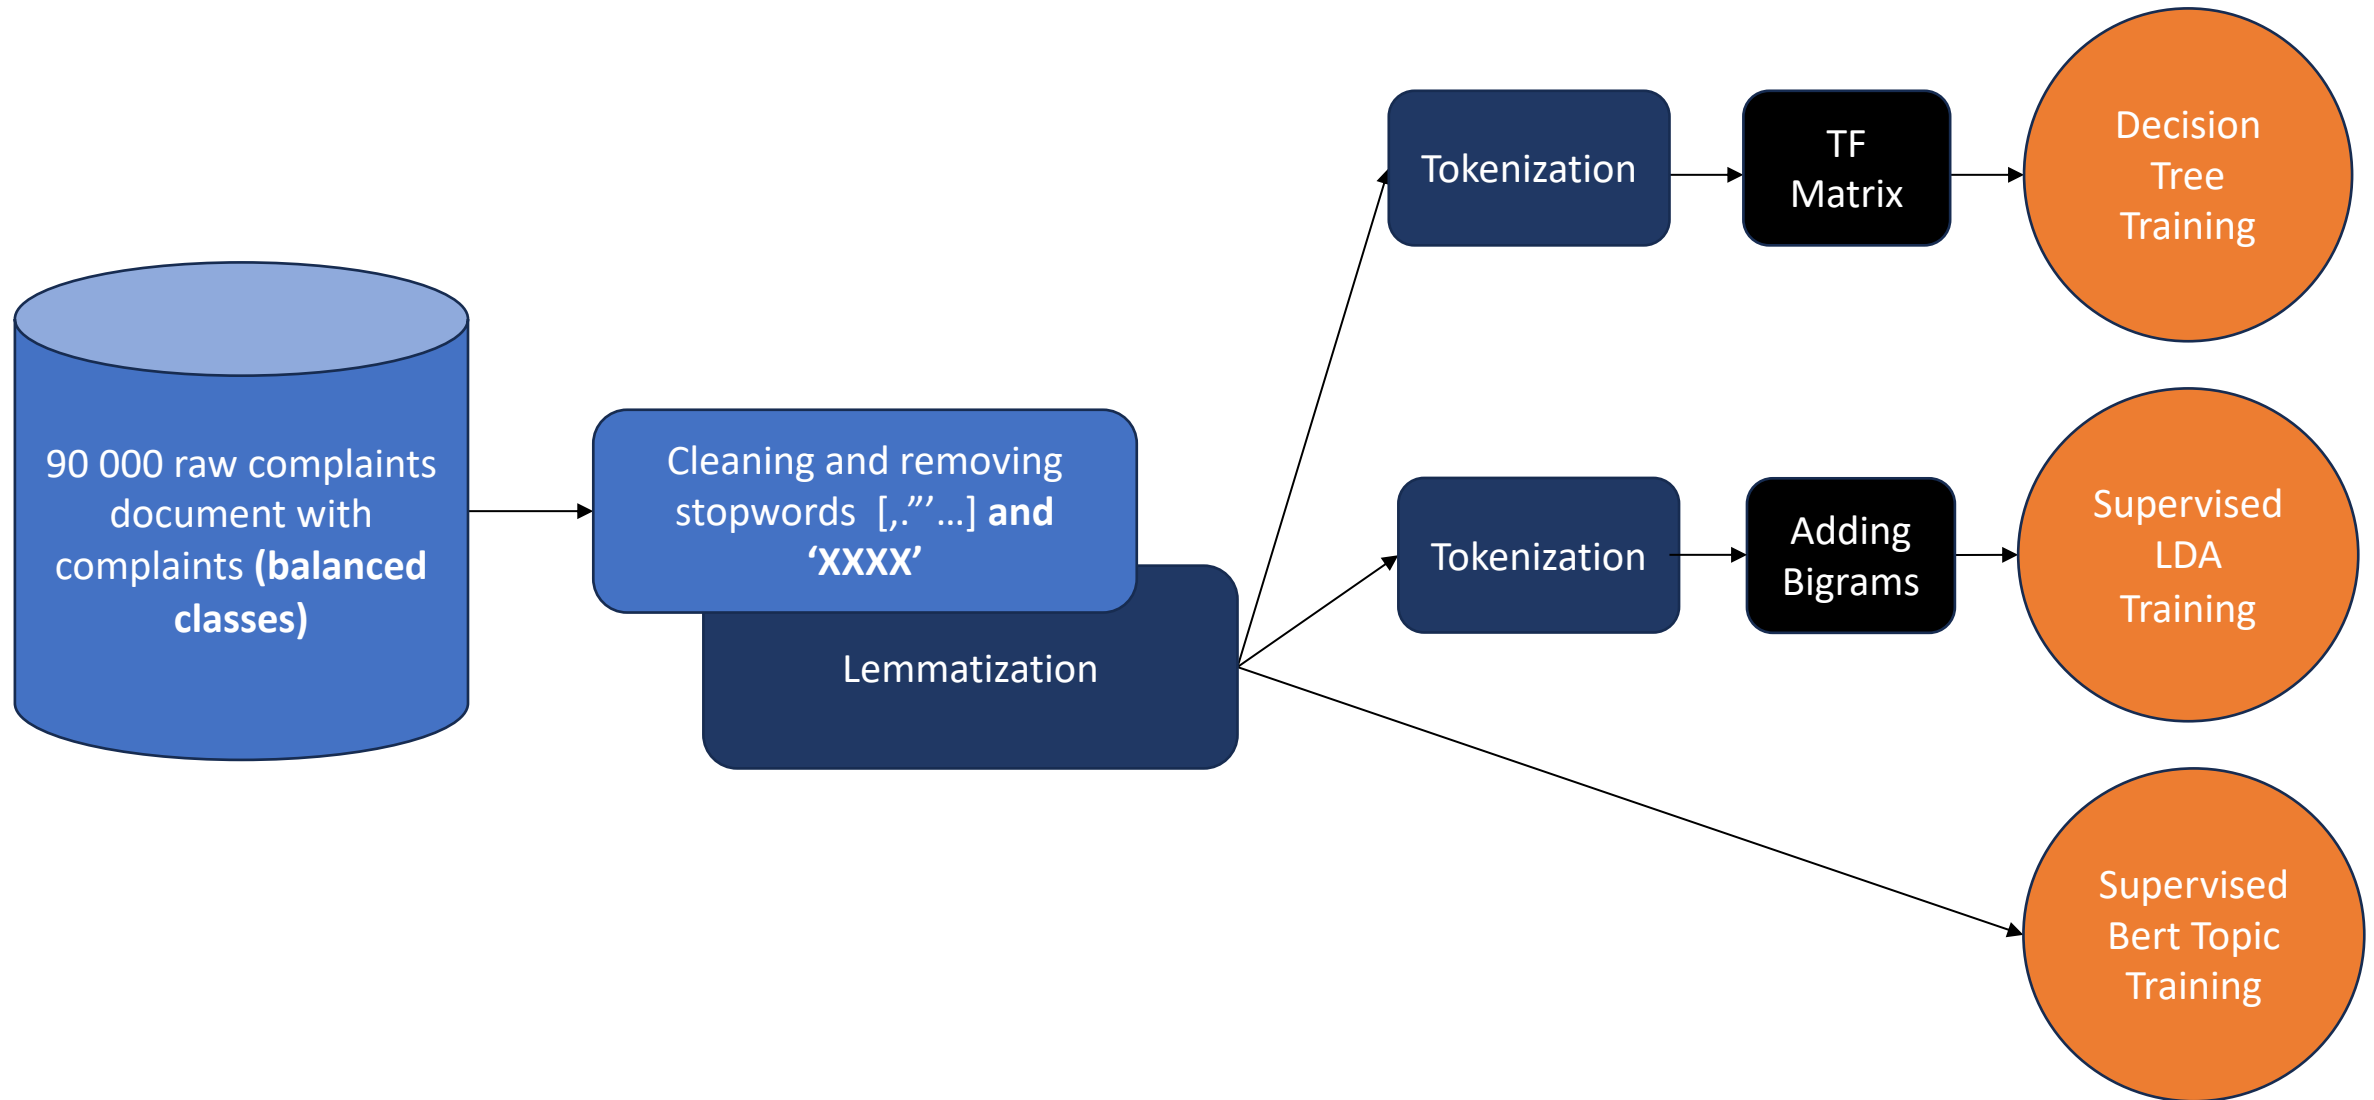 90 000 raw complaints
document with
complaints (balanced
classes)
Cleaning and removing
stopwords  [,.”’…] and
‘XXXX’
Lemmatization
Tokenization
TF
Matrix
Decision
Tree
Training
Tokenization
Adding
Bigrams
Supervised
LDA
Training
Supervised
Bert Topic
Training